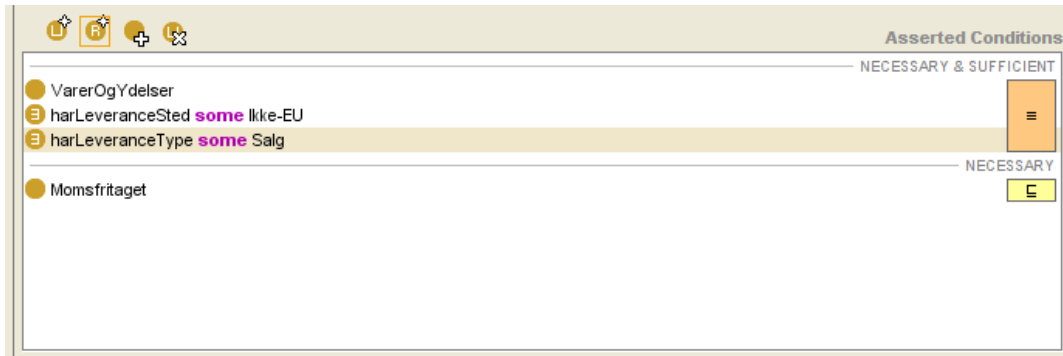 Asserted Conditions
NECESSARY & SUFFICIENT
VarerOgYdelser
harLeveranceSted some Ikke-EU
≡
harLeveranceType some Salg
NECESSARY
Momsfritaget
⊑